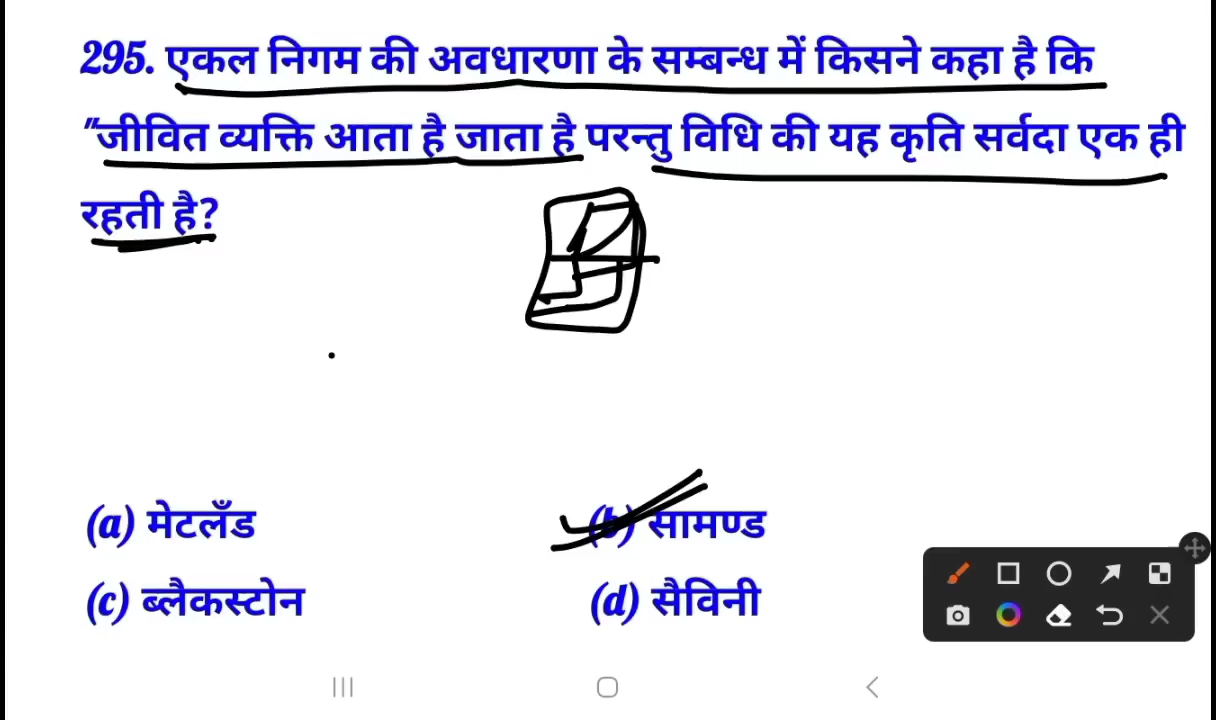 295. एकल निगम की अवधारणा के सम्बन्ध में किसने कहा है कि
"जीवित व्यक्ति आता है जाता है परन्तु विधि की यह कृति सर्वदा एक ही
रहती है?
(a) मेटलँड
(b) सामण्ड
(c) ब्लैकस्टोन
(d) सैविनी